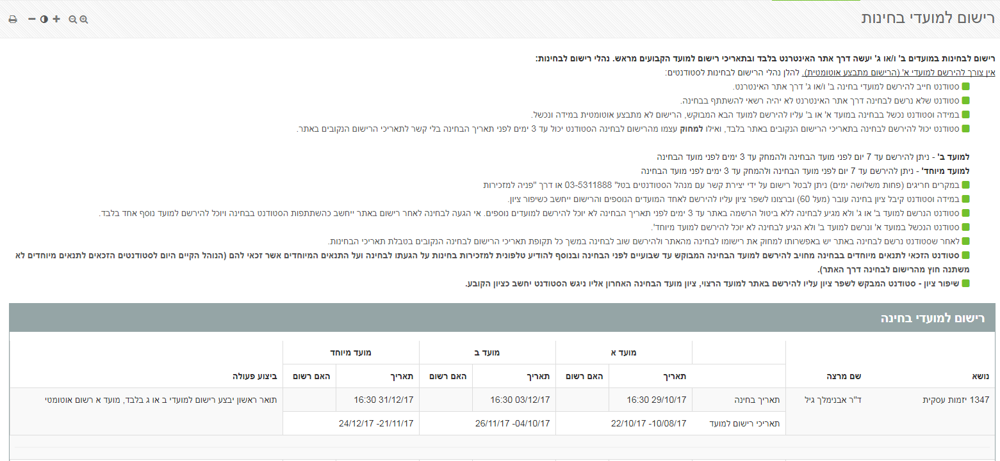 רישום למועדי בחינות
רישום לבחינות במועדים ב' ו/או ג' יעשה דרך אתר האינטרנט בלבד ובתאריכי רישום למועד הקבועים מראש. נהלי רישום לבחינות:
אין צורך להירשם למועדי א' (הרישום מתבצע אוטומטית). להלן נהלי הרישום לבחינות לסטודנטים:
סטודנט חייב להירשם למועדי בחינה ב' ו/או ג' דרך אתר האינטרנט.
סטודנט שלא נרשם לבחינה דרך אתר האינטרנט לא יהיה רשאי להשתתף בבחינה.
במידה וסטודנט נכשל בבחינה במועד א' או ב' עליו להירשם למועד הבא המבוקש, הרישום לא מתבצע אוטומטית במידה ונכשל.
סטודנט יכול להירשם לבחינה בתאריכי הרישום הנקובים באתר בלבד, ואילו למחוק עצמו מהרישום לבחינה הסטודנט יכול עד 3 ימים לפני תאריך הבחינה בלי קשר לתאריכי הרישום הנקובים באתר.
למועד ב' - ניתן להירשם עד 7 יום לפני מועד הבחינה ולהמחק עד 3 ימים לפני מועד הבחינה
למועד מיוחד' - ניתן להירשם עד 7 יום לפני מועד הבחינה ולהמחק עד 3 ימים לפני מועד הבחינה
במקרים חריגים (פחות משלושה ימים) ניתן לבטל רישום על ידי יצירת קשר עם מנהל הסטודנטים בטל' 03-5311888 או דרך "פניה למזכירות
במידה וסטודנט קיבל ציון בחינה עובר (מעל 60) וברצונו לשפר ציון עליו להירשם לאחד המועדים הנוספים והרישום ייחשב כשיפור ציון.
סטודנט הנרשם למועד ב' או ג' ולא מגיע לבחינה ללא ביטול הרשמה באתר עד 3 ימים לפני תאריך הבחינה לא יוכל להירשם למועדים נוספים. אי הגעה לבחינה לאחר רישום באתר ייחשב כהשתתפות הסטודנט בבחינה ויוכל להירשם למועד נוסף אחד בלבד.
סטודנט הנכשל במועד א' ונרשם למועד ב' ולא הגיע לבחינה לא יוכל להירשם למועד מיוחד'.
לאחר שסטודנט נרשם לבחינה באתר יש באפשרותו למחוק את רישומו לבחינה מהאתר ולהירשם שוב לבחינה במשך כל תקופת תאריכי הרישום לבחינה הנקובים בטבלת תאריכי הבחינות.
סטודנט הזכאי לתנאים מיוחדים בבחינה מחויב להירשם למועד הבחינה המבוקש עד שבועיים לפני הבחינה ובנוסף להודיע טלפונית למזכירות בחינות על הגעתו לבחינה ועל התנאים המיוחדים אשר זכאי להם (הנוהל הקיים היום לסטודנטים הזכאים לתנאים מיוחדים לא
משתנה חוץ מהרישום לבחינה דרך האתר).
שיפור ציון - סטודנט המבקש לשפר ציון עליו להירשם באתר למועד הרצוי, ציון מועד הבחינה האחרון אליו ניגש הסטודנט יחשב כציון הקובע.
רישום למועדי בחינה
מועד א מועד ב מועד מיוחד
נושא שם מרצה תאריך האם רשום תאריך האם רשום תאריך האם רשום ביצוע פעולה
1347 יזמות עסקית ד"ר אבנימלך גיל תאריך בחינה 29/10/17 16:30 03/12/17 16:30 31/12/17 16:30 תואר ראשון יבצע רישום למועדי ב או ג בלבד, מועד א רשום אוטומטי
תאריכי רישום למועד 10/08/17- 22/10/17 04/10/17- 26/11/17 21/11/17- 24/12/17